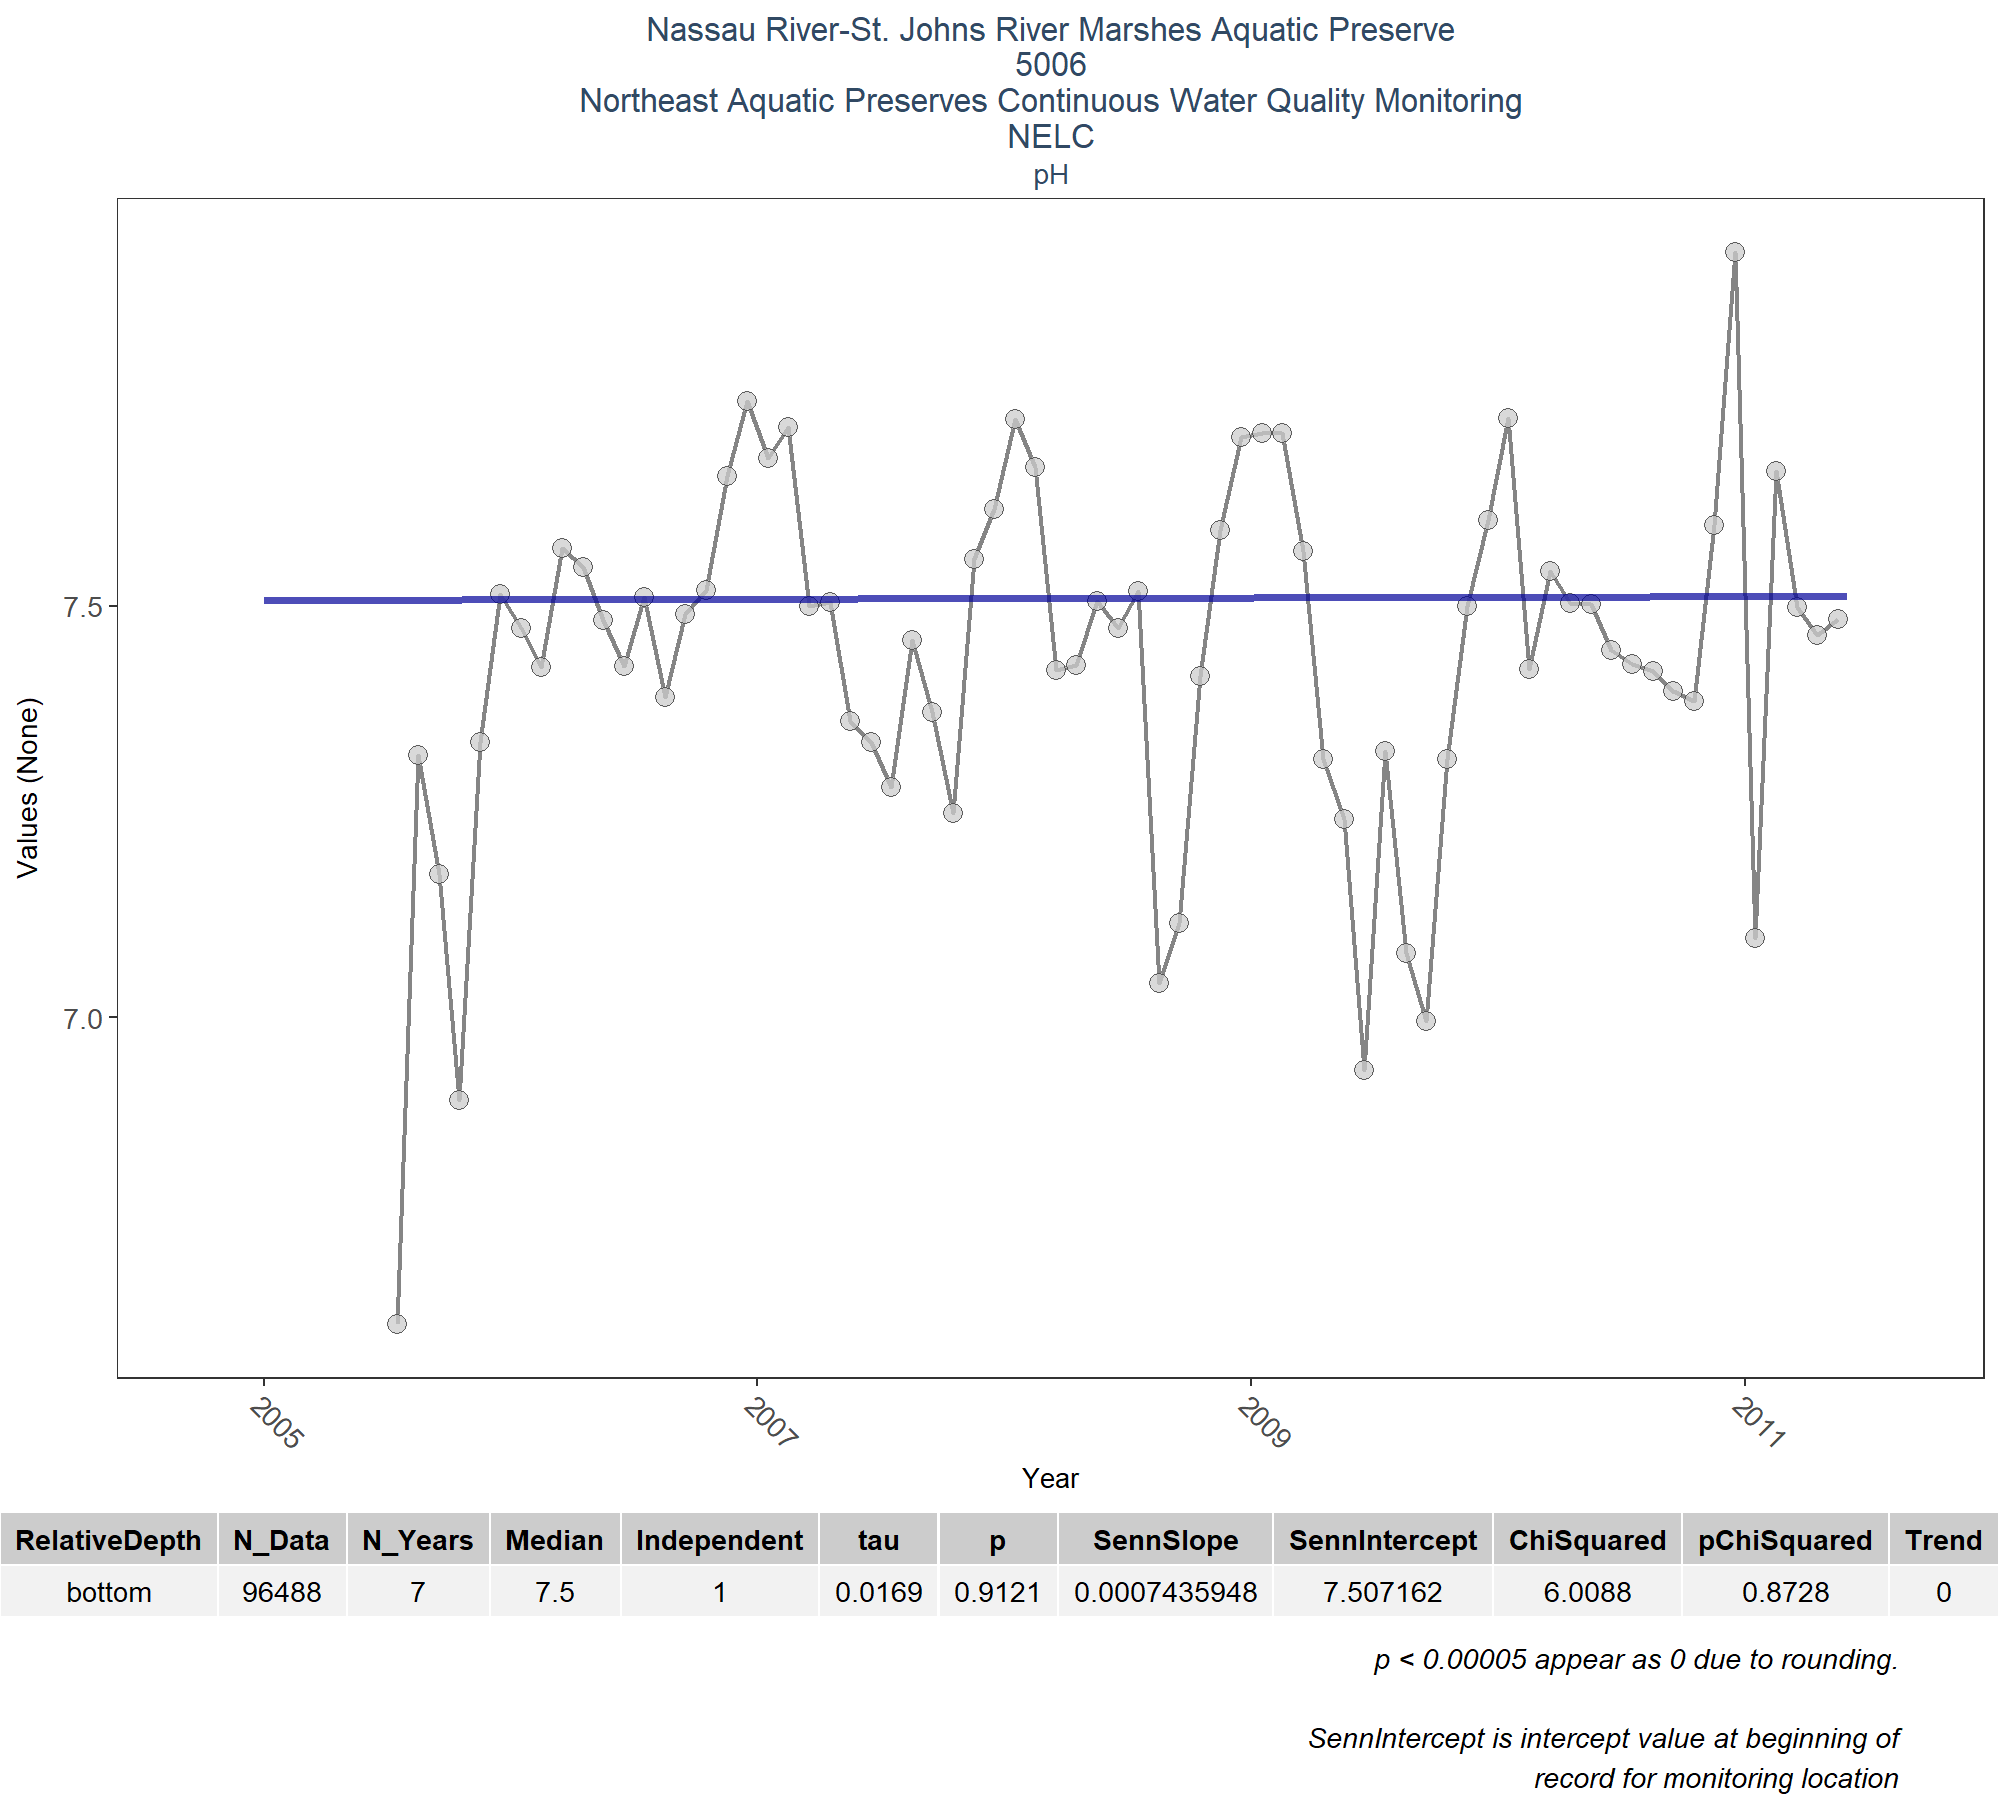 Nassau River-St. Johns River Marshes Aquatic Preserve
5006
Northeast Aquatic Preserves Continuous Water Quality Monitoring
NELC
pH
Values (None)
7.5
7.0
2005 2007 2009 2011
Year
RelativeDepth N_Data N_Years Median Independent tau p SennSlope SennIntercept ChiSquared pChiSquared Trend
bottom 96488 7 7.5 1 0.0169 0.9121 0.0007435948 7.507162 6.0088 0.8728 0
p < 0.00005 appear as 0 due to rounding.
SennIntercept is intercept value at beginning of
record for monitoring location